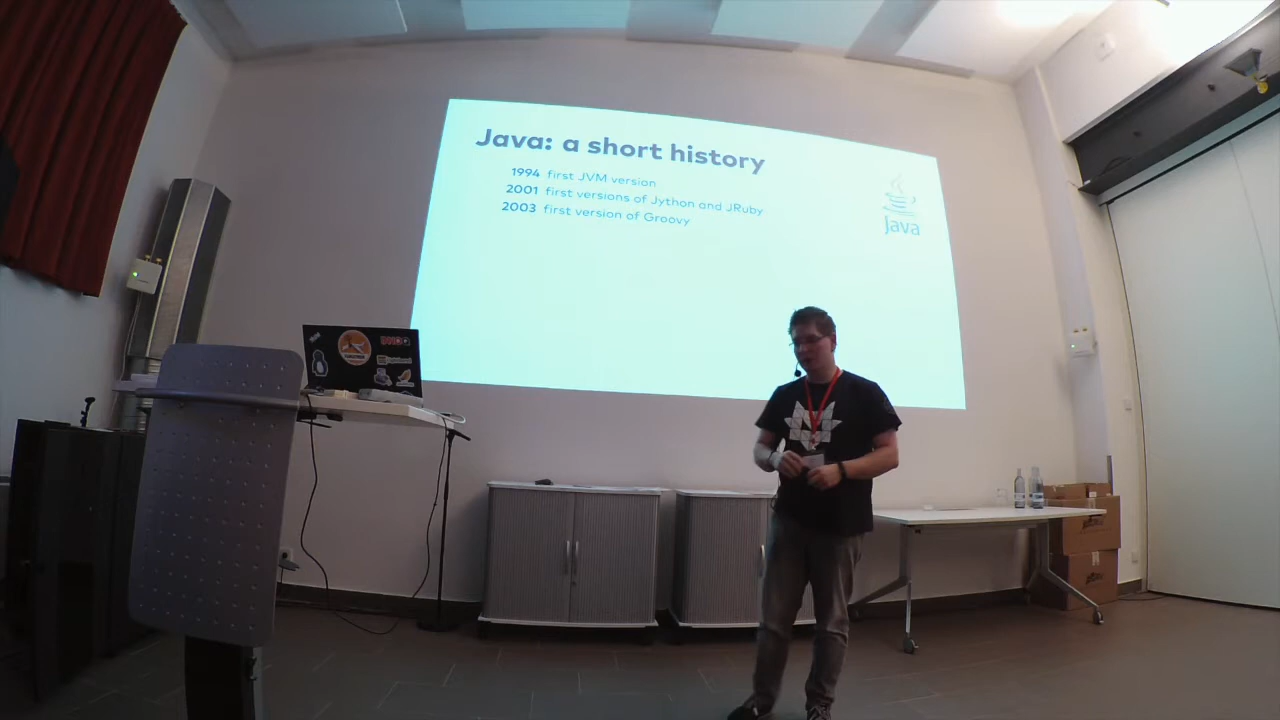 Java: a short history
1994 first JVM version
2001 first versions of Jython and JRuby
2003 first version of Groovy
Java